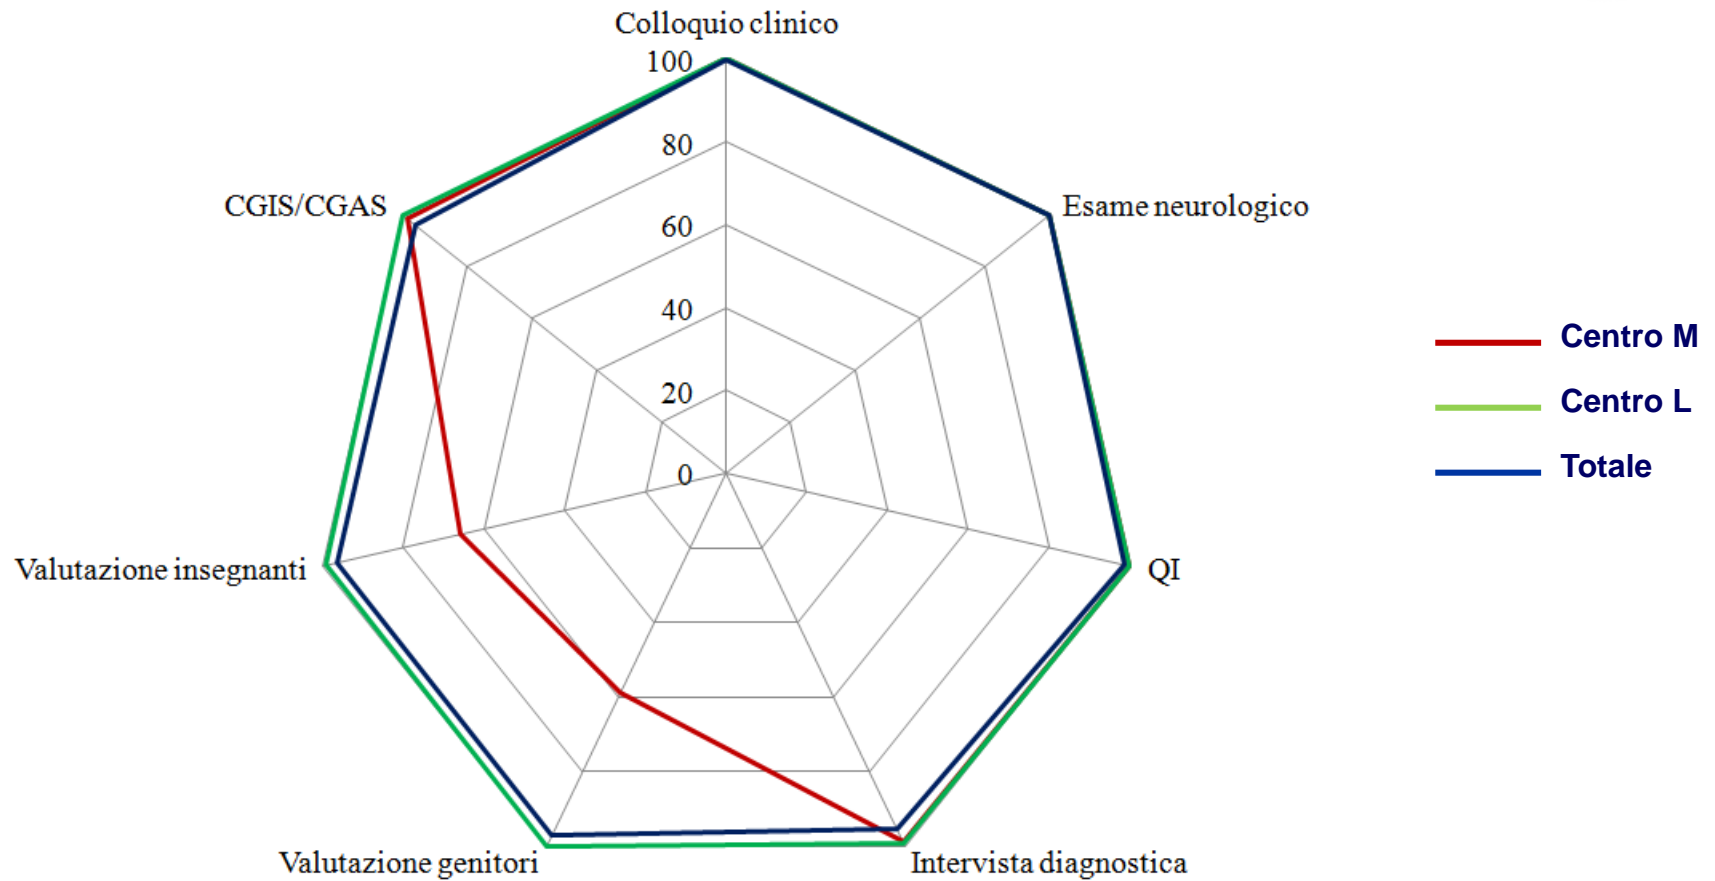 Colloquio clinico
100
80
60
40
20
0
CGIS/CGAS
Esame neurologico
Valutazione insegnanti
QI
Valutazione genitori
Intervista diagnostica
Centro M
Centro L
Totale